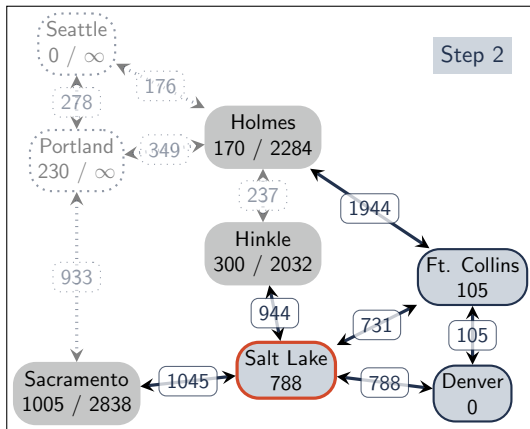 Seattle
0 / ∞
Step 2
176
278
Holmes
170 / 2284
Portland
230 / ∞
349
237
1944
Hinkle
300 / 2032
Ft. Collins
105
933
944
731
105
Salt Lake
788
Sacramento
1005 / 2838
1045
788
Denver
0